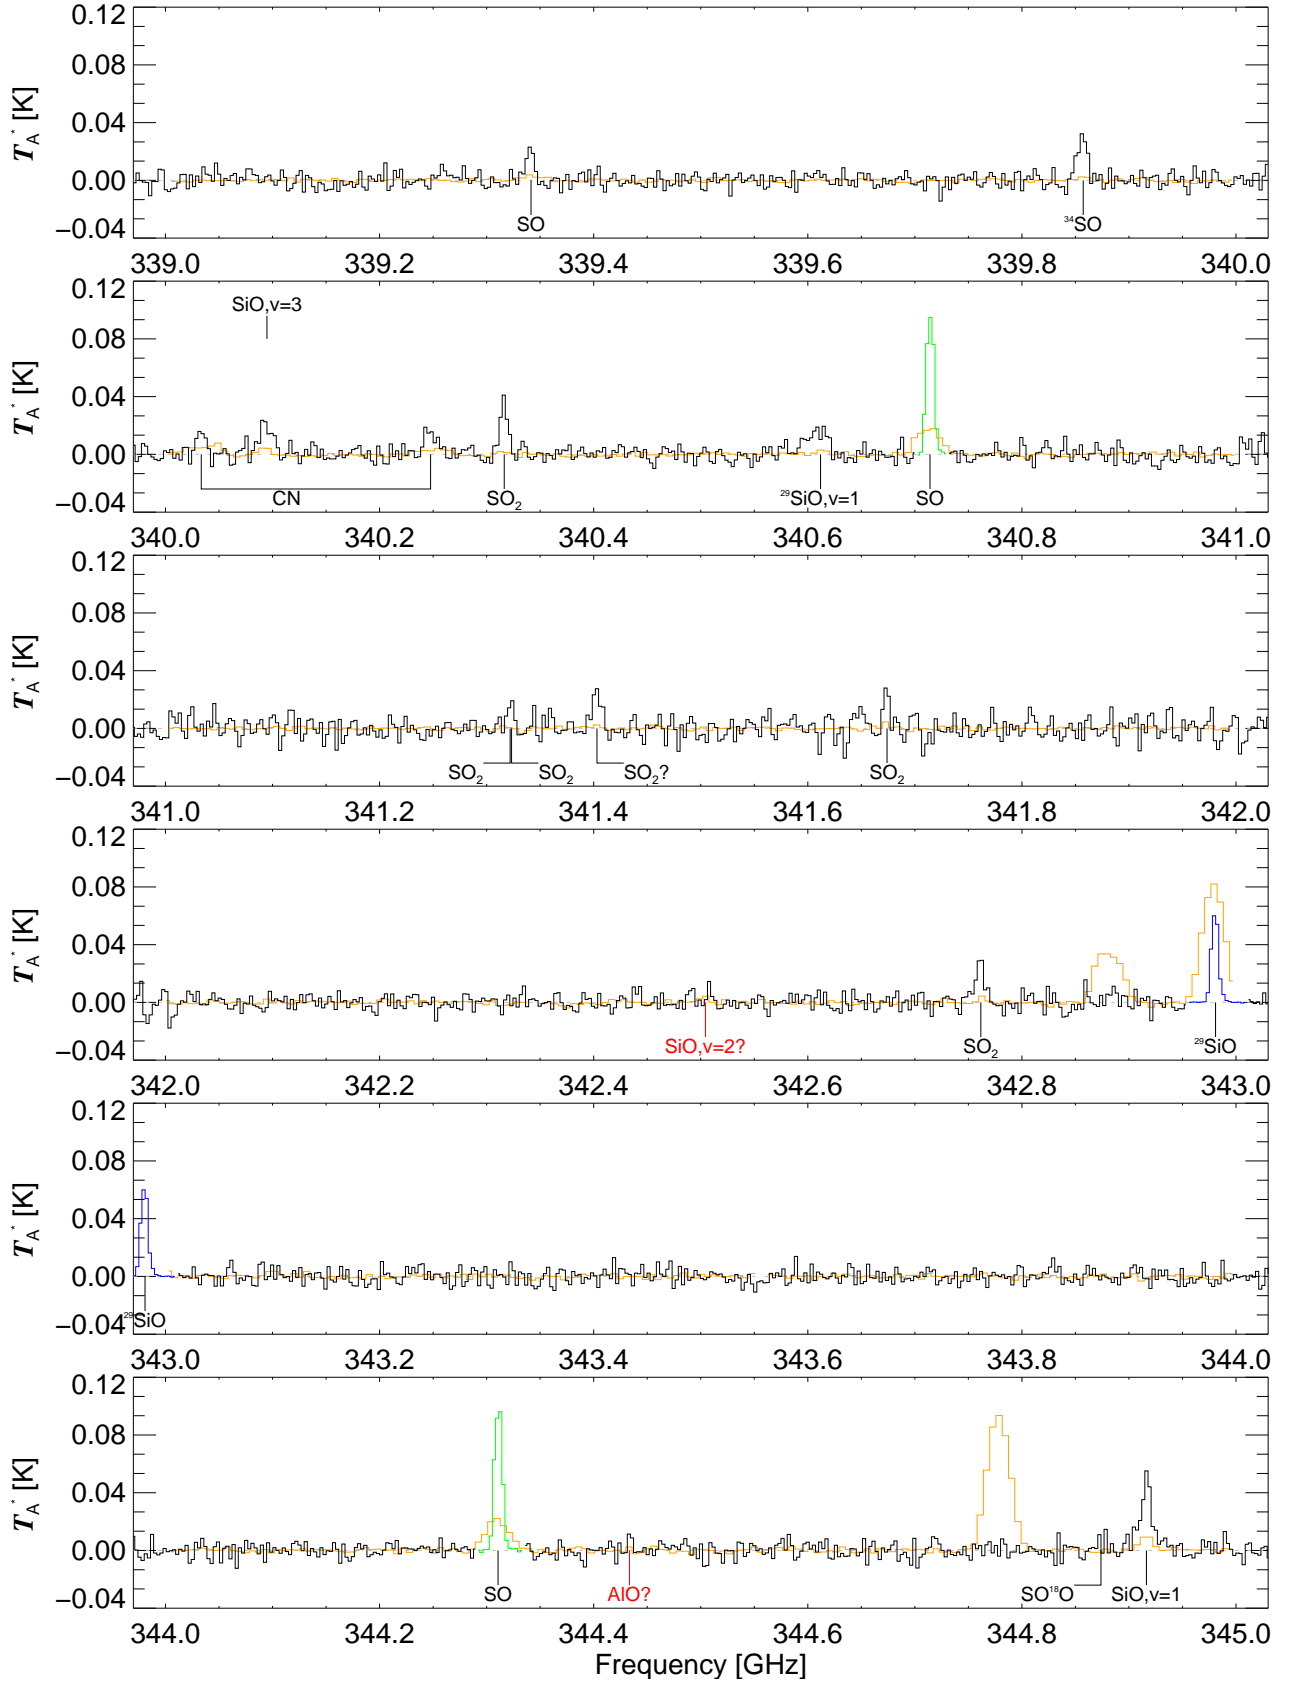 0.12
0.08
0.04
0.00
−0.04
T_A^* [K]
SO
³⁴SO
339.0 339.2 339.4 339.6 339.8 340.0
0.12
0.08
0.04
0.00
−0.04
T_A^* [K]
SiO,v=3
CN
SO₂
²⁹SiO,v=1
SO
340.0 340.2 340.4 340.6 340.8 341.0
0.12
0.08
0.04
0.00
−0.04
T_A^* [K]
SO₂ SO₂ SO₂? SO₂
341.0 341.2 341.4 341.6 341.8 342.0
0.12
0.08
0.04
0.00
−0.04
T_A^* [K]
SiO,v=2? SO₂ ²⁹SiO
342.0 342.2 342.4 342.6 342.8 343.0
0.12
0.08
0.04
0.00
−0.04
T_A^* [K]
²⁹SiO
343.0 343.2 343.4 343.6 343.8 344.0
0.12
0.08
0.04
0.00
−0.04
T_A^* [K]
SO AlO? SO¹⁸O SiO,v=1
344.0 344.2 344.4 344.6 344.8 345.0
Frequency [GHz]